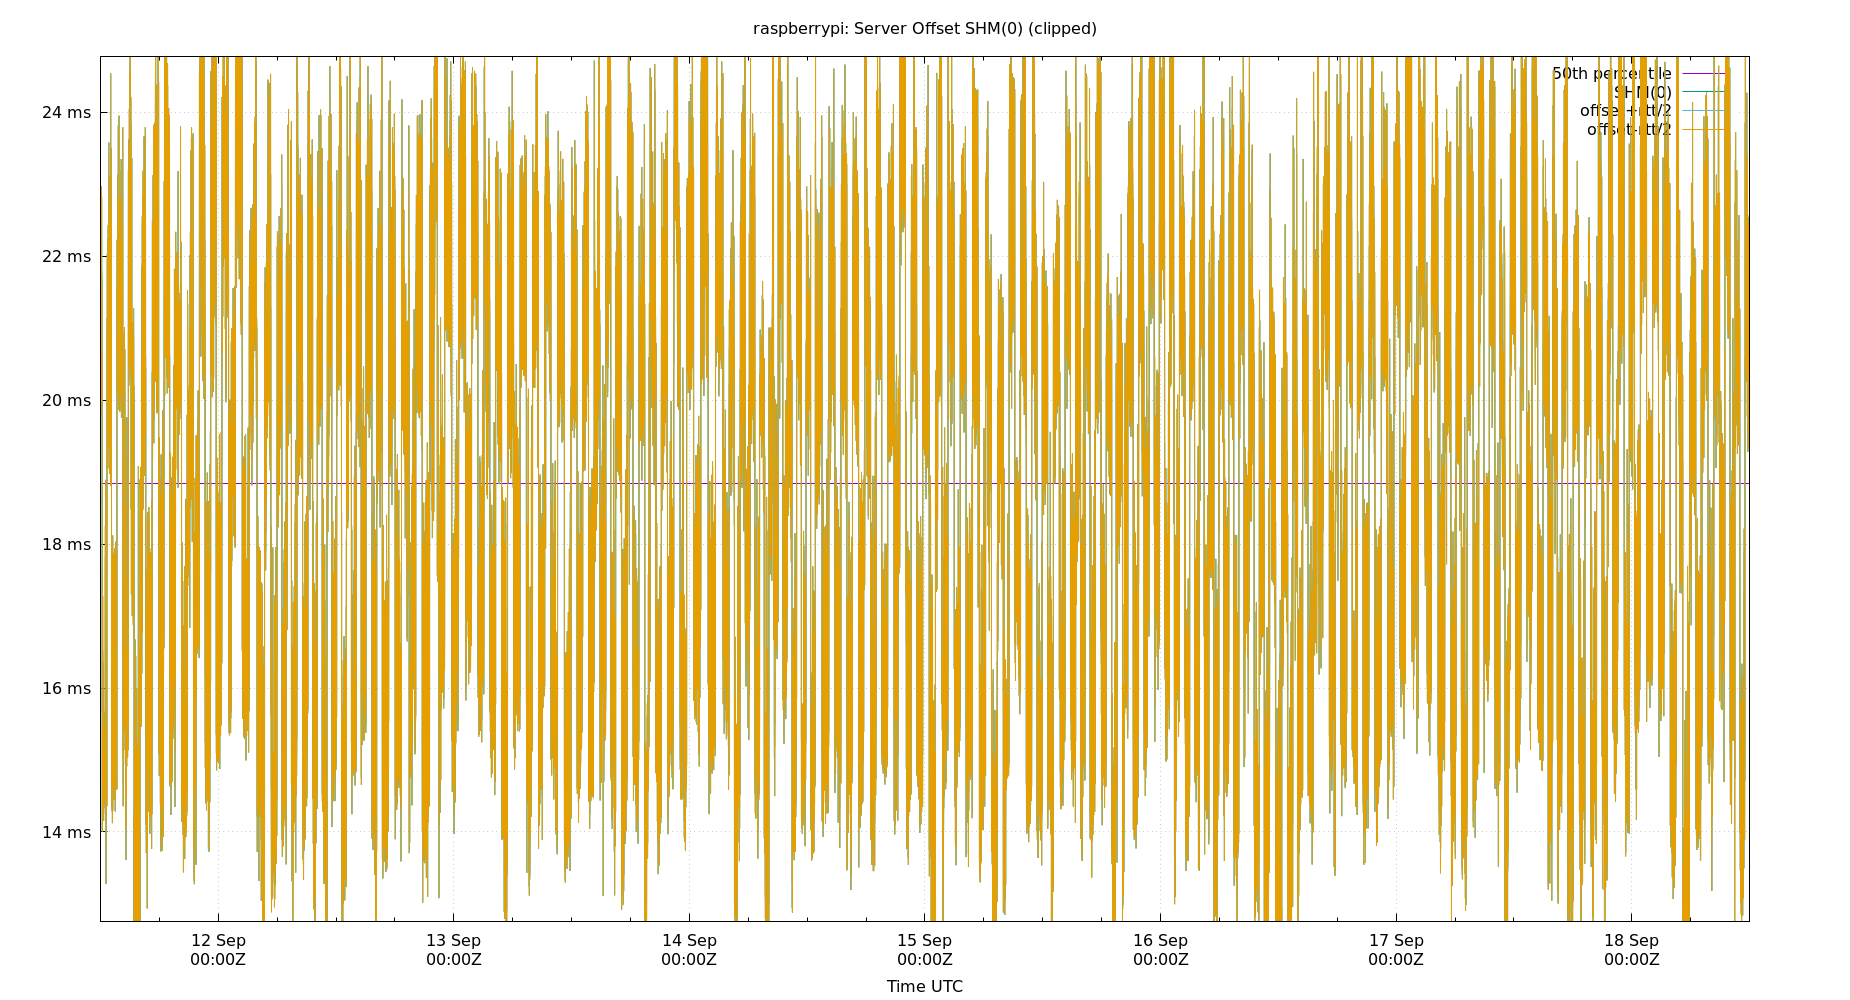 raspberrypi: Server Offset SHM(0) (clipped)
50th percentile
SHM(0)
offset+rtt/2
offset-rtt/2
24 ms
22 ms
20 ms
18 ms
16 ms
14 ms
12 Sep
00:00Z
13 Sep
00:00Z
14 Sep
00:00Z
15 Sep
00:00Z
16 Sep
00:00Z
17 Sep
00:00Z
18 Sep
00:00Z
Time UTC